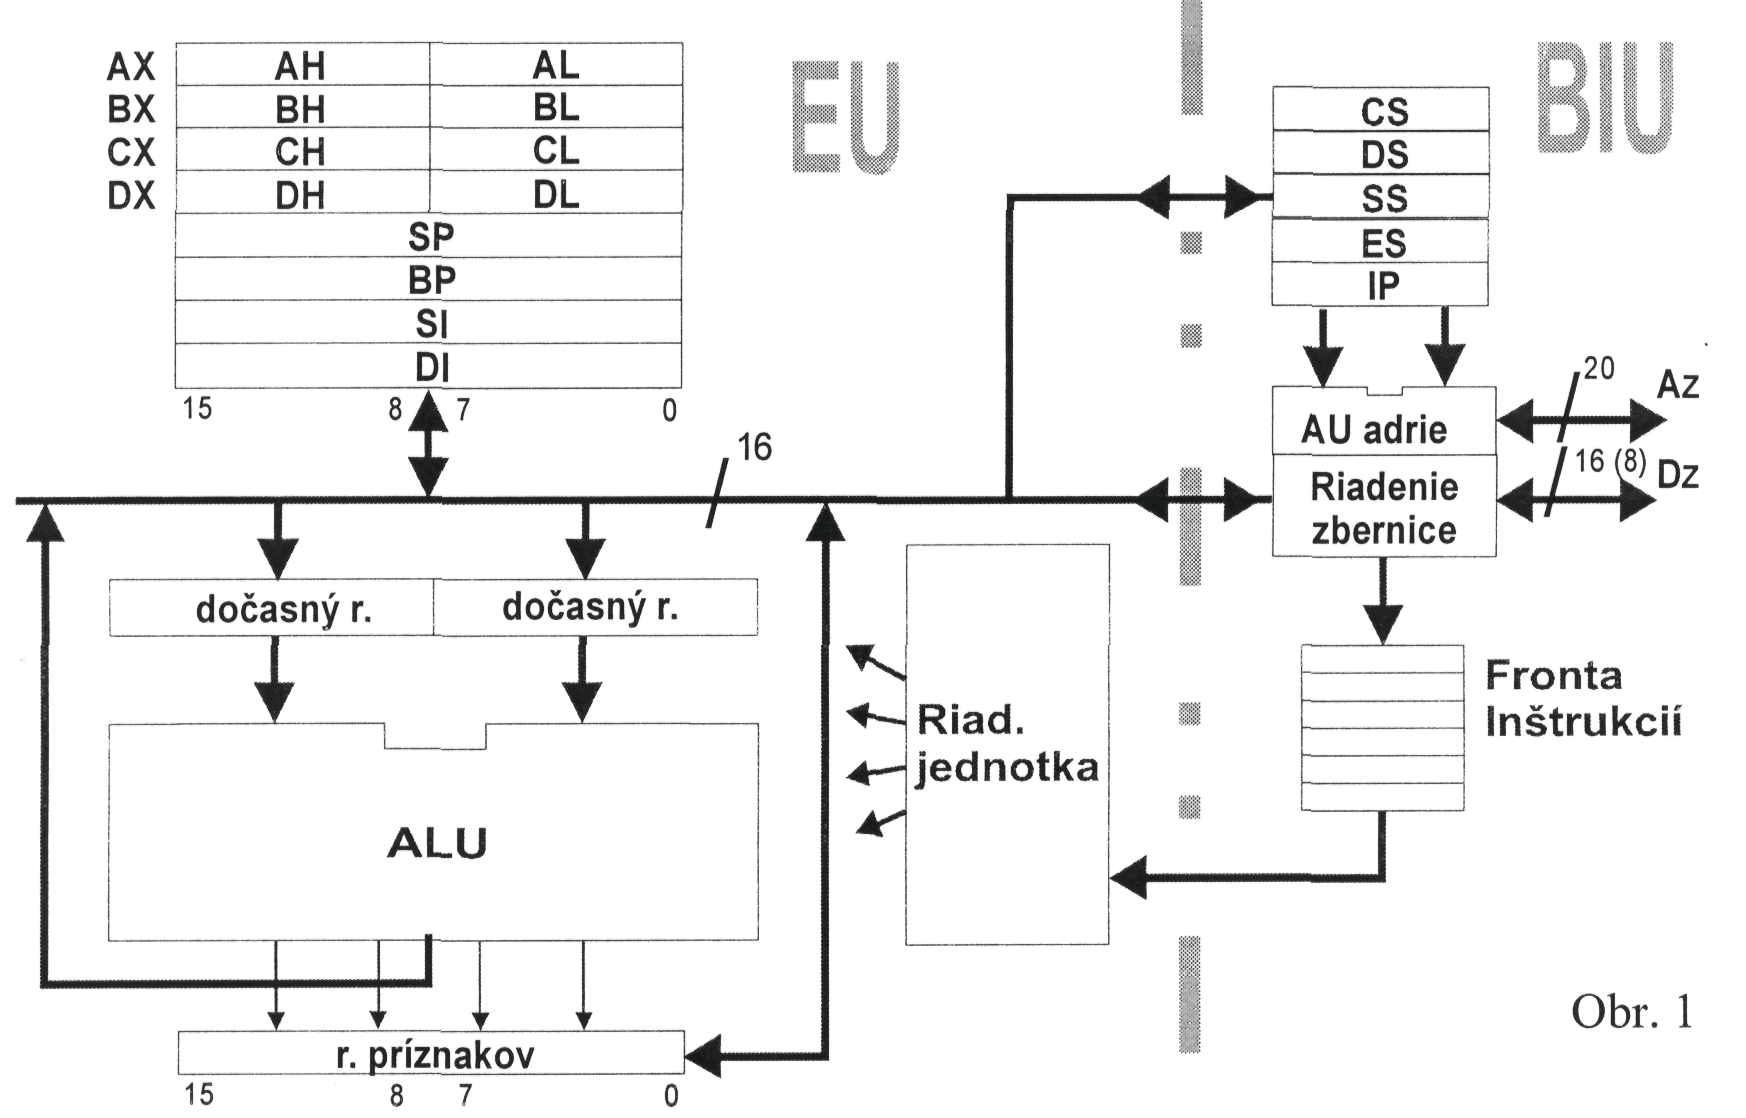 EU
BIU
AX AH AL
BX BH BL
CX CH CL
DX DH DL
SP
BP
SI
DI
15 8 7 0
16
CS
DS
SS
ES
IP
20
Az
AU adrie
16 (8)
Dz
Riadenie
zbernice
dočasný r. dočasný r.
ALU
Riad.
jednotka
Fronta
Inštrukcií
r. príznakov
15 8 7 0
Obr. 1